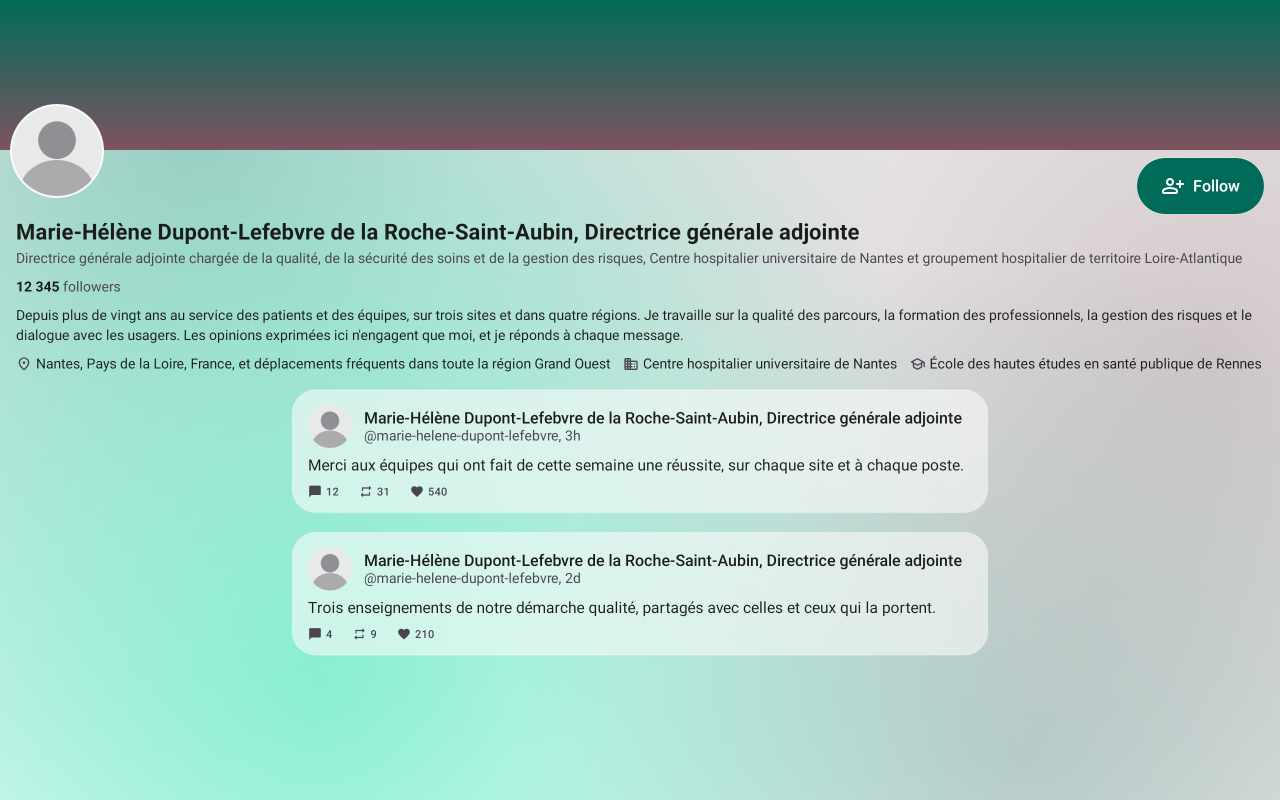 Follow
Marie-Hélène Dupont-Lefebvre de la Roche-Saint-Aubin, Directrice générale adjointe
Directrice générale adjointe chargée de la qualité, de la sécurité des soins et de la gestion des risques, Centre hospitalier universitaire de Nantes et groupement hospitalier de territoire Loire-Atlantique
12 345 followers
Depuis plus de vingt ans au service des patients et des équipes, sur trois sites et dans quatre régions. Je travaille sur la qualité des parcours, la formation des professionnels, la gestion des risques et le
dialogue avec les usagers. Les opinions exprimées ici n'engagent que moi, et je réponds à chaque message.
Nantes, Pays de la Loire, France, et déplacements fréquents dans toute la région Grand Ouest Centre hospitalier universitaire de Nantes École des hautes études en santé publique de Rennes
Marie-Hélène Dupont-Lefebvre de la Roche-Saint-Aubin, Directrice générale adjointe
@marie-helene-dupont-lefebvre, 3h
Merci aux équipes qui ont fait de cette semaine une réussite, sur chaque site et à chaque poste.
12 31 540
Marie-Hélène Dupont-Lefebvre de la Roche-Saint-Aubin, Directrice générale adjointe
@marie-helene-dupont-lefebvre, 2d
Trois enseignements de notre démarche qualité, partagés avec celles et ceux qui la portent.
4 9 210